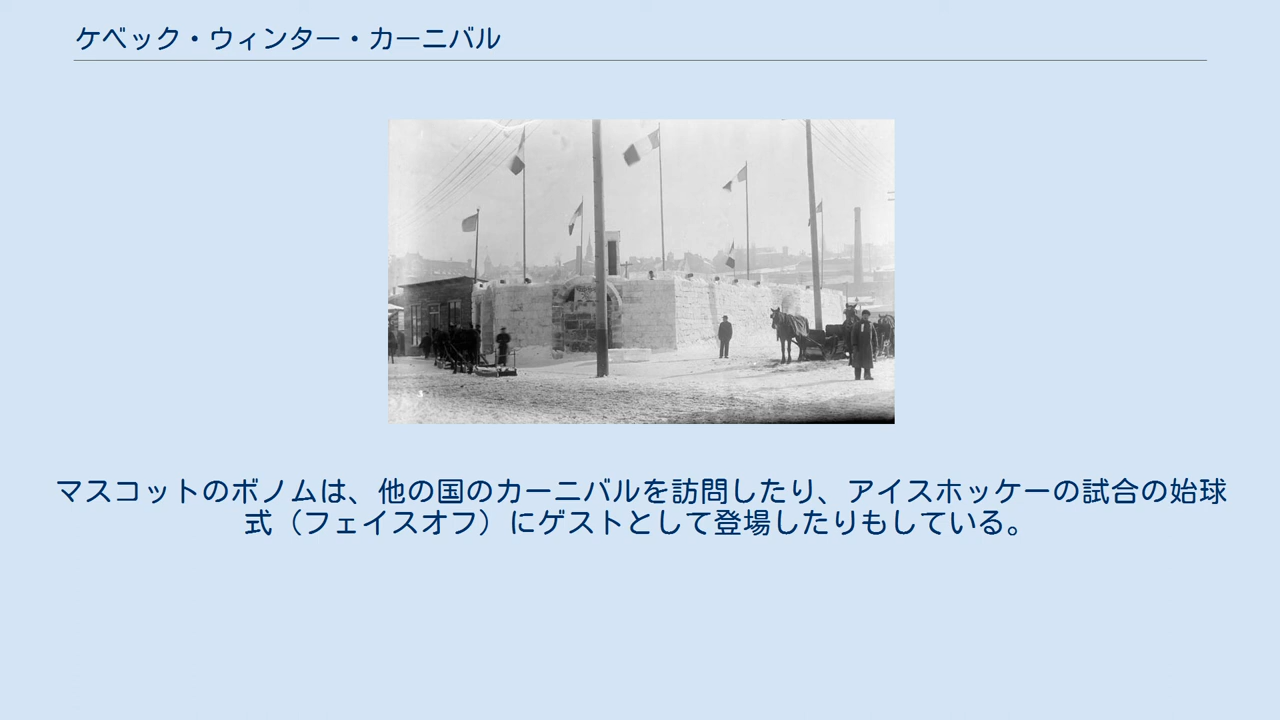 ケベック・ウィンター・カーニバル
マスコットのボノムは、他の国のカーニバルを訪問したり、アイスホッケーの試合の始球
式（フェイスオフ）にゲストとして登場したりもしている。